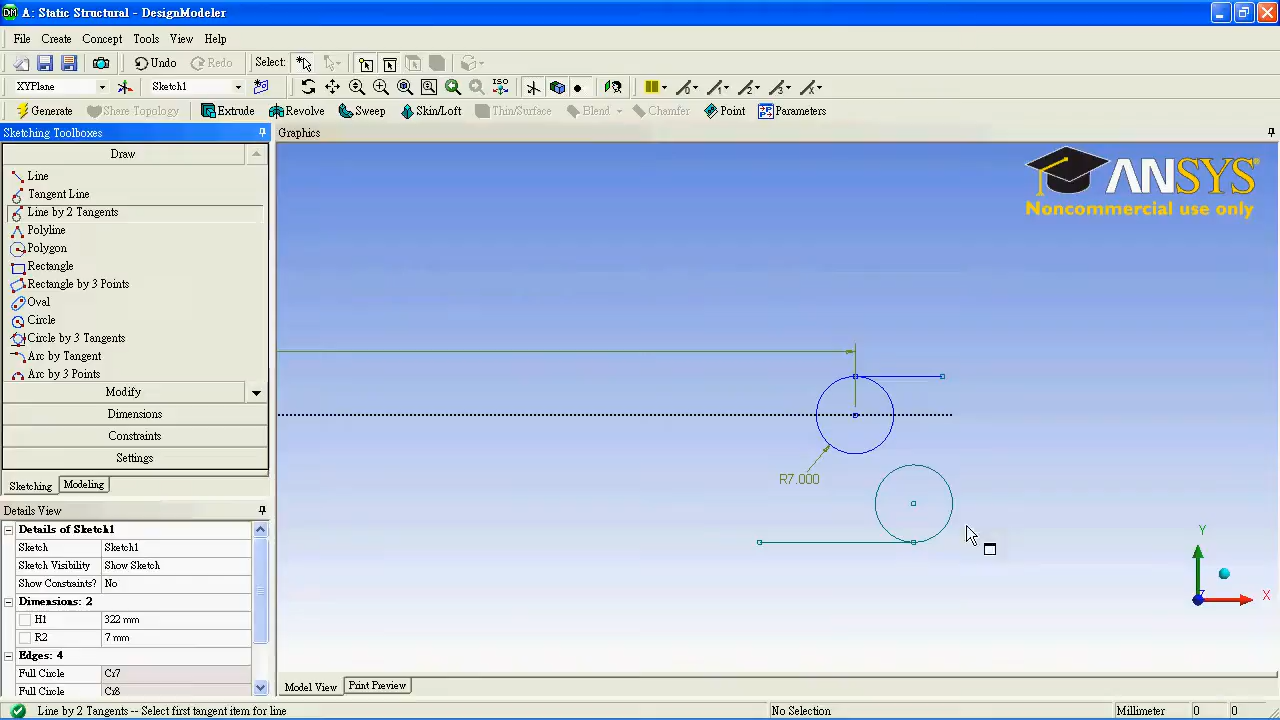 A: Static Structural - DesignModeler
File Create Concept Tools View Help
Undo Redo Select:
XYPlane Sketch1 ISO
Generate Share Topology Extrude Revolve Sweep Skin/Loft Thin/Surface Blend Chamfer Point Parameters
Sketching Toolboxes
Draw
Line
Tangent Line
Line by 2 Tangents
Polyline
Polygon
Rectangle
Rectangle by 3 Points
Oval
Circle
Circle by 3 Tangents
Arc by Tangent
Arc by 3 Points
Modify
Dimensions
Constraints
Settings
Sketching Modeling
Details View
Details of Sketch1
Sketch Sketch1
Sketch Visibility Show Sketch
Show Constraints? No
Dimensions: 2
H1 322 mm
R2 7 mm
Edges: 4
Full Circle Cr7
Full Circle Cr8
Graphics
ANSYS
Noncommercial use only
R7.000
Y
X
Model View Print Preview
Line by 2 Tangents -- Select first tangent item for line No Selection Millimeter 0 0